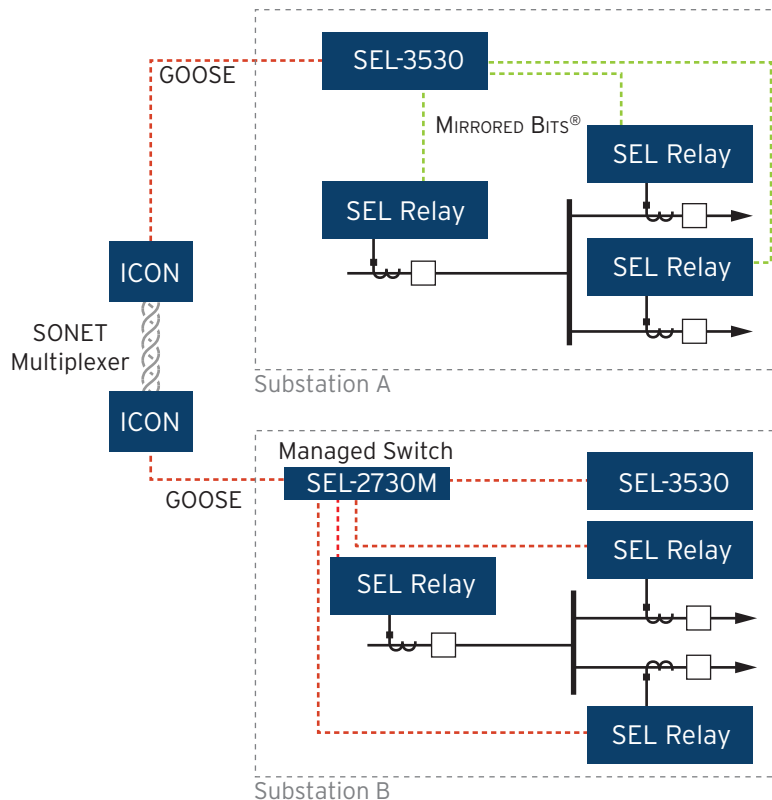 SEL-3530
GOOSE
MIRRORED BITS®
SEL Relay
SEL Relay
SEL Relay
ICON
SONET
Multiplexer
ICON
Substation A
Managed Switch
SEL-2730M
SEL-3530
GOOSE
SEL Relay
SEL Relay
SEL Relay
Substation B